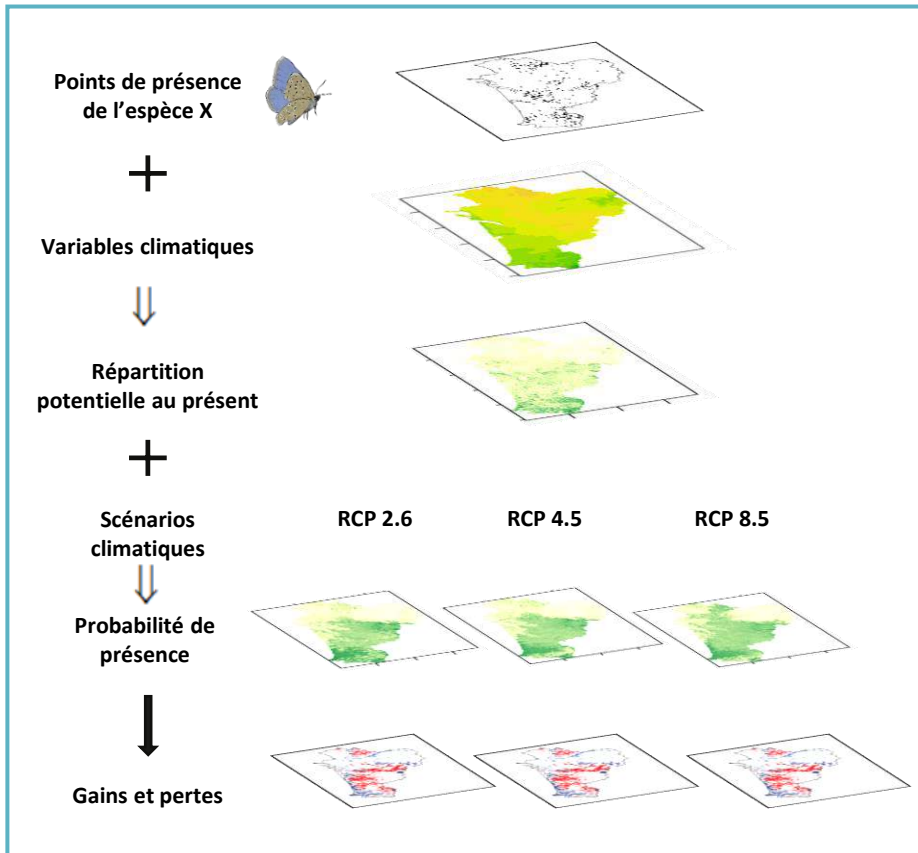 Points de présence
de l'espèce X
+
Variables climatiques
⇓
Répartition
potentielle au présent
+
Scénarios
climatiques
RCP 2.6 RCP 4.5 RCP 8.5
⇓
Probabilité de
présence
Gains et pertes